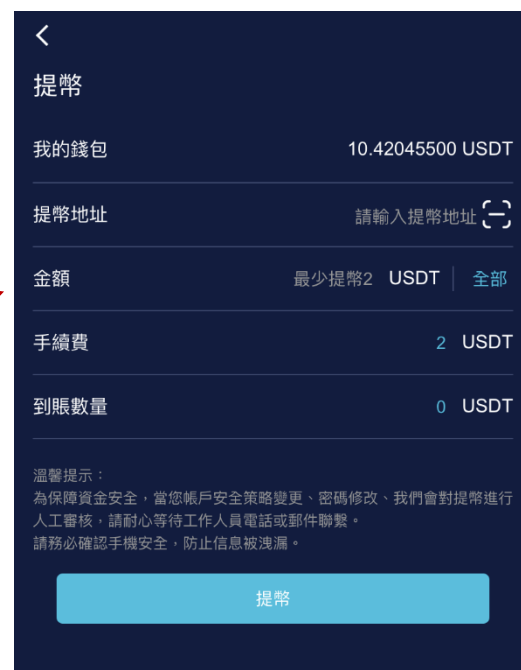 提幣
我的錢包 10.42045500 USDT
提幣地址 請輸入提幣地址
金額 最少提幣2 USDT 全部
手續費 2 USDT
到賬數量 0 USDT
溫馨提示：
為保障資金安全，當您帳戶安全策略變更、密碼修改、我們會對提幣進行
人工審核，請耐心等待工作人員電話或郵件聯繫。
請務必確認手機安全，防止信息被洩漏。
提幣